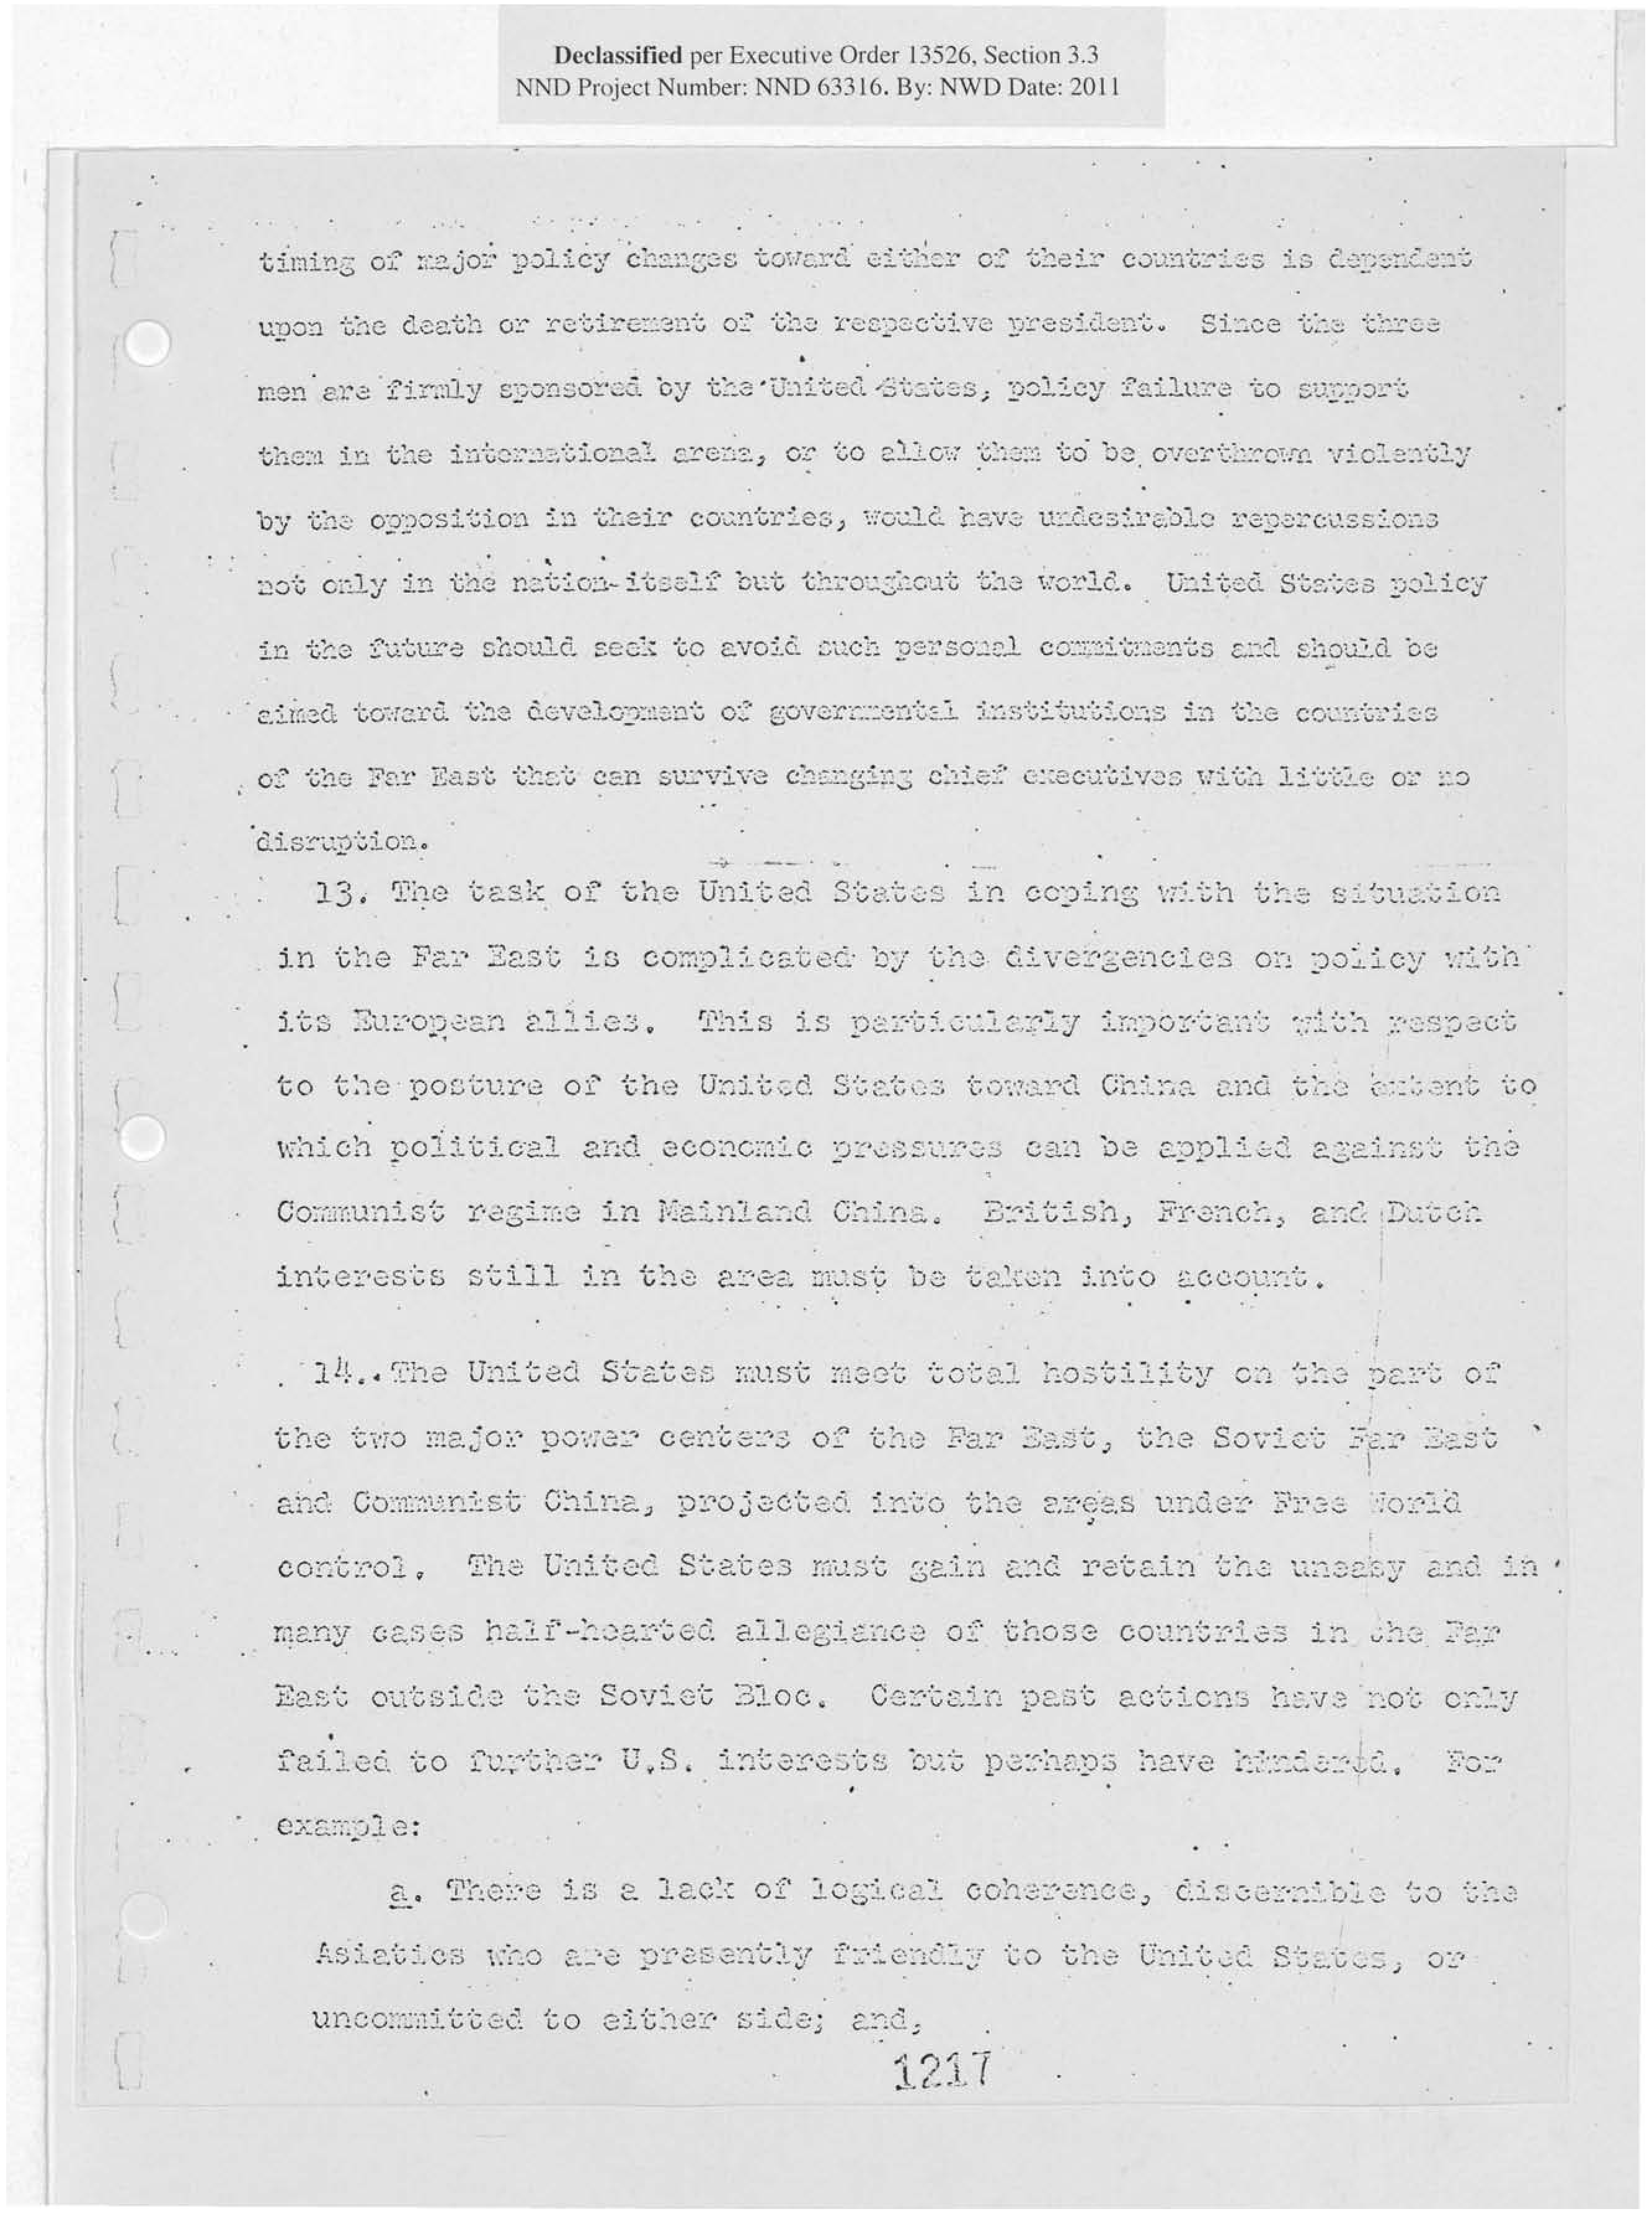 Declassified per Executive Order 13526, Section 3.3
NND Project Number: NND 63316. By: NWD Date: 2011
timing of major policy changes toward either of their countries is dependent
upon the death or retirement of the respective president. Since the three
men are firmly sponsored by the United States, policy failure to support
them in the international arena, or to allow them to be overthrown violently
by the opposition in their countries, would have undesirable repercussions
not only in the nation-itself but throughout the world. United States policy
in the future should seek to avoid such personal commitments and should be
aimed toward the development of governmental institutions in the countries
of the Far East that can survive changing chief executives with little or no
disruption.
13. The task of the United States in coping with the situation
in the Far East is complicated by the divergencies on policy with
its European allies. This is particularly important with respect
to the posture of the United States toward China and the extent to
which political and economic pressures can be applied against the
Communist regime in Mainland China. British, French, and Dutch
interests still in the area must be taken into account.
14. The United States must meet total hostility on the part of
the two major power centers of the Far East, the Soviet Far East
and Communist China, projected into the areas under Free World
control. The United States must gain and retain the uneasy and in
many cases half-hearted allegiance of those countries in the Far
East outside the Soviet Bloc. Certain past actions have not only
failed to further U.S. interests but perhaps have hindered. For
example:
a. There is a lack of logical coherence, discernible to the
Asiatics who are presently friendly to the United States, or
uncommitted to either side; and,
1217